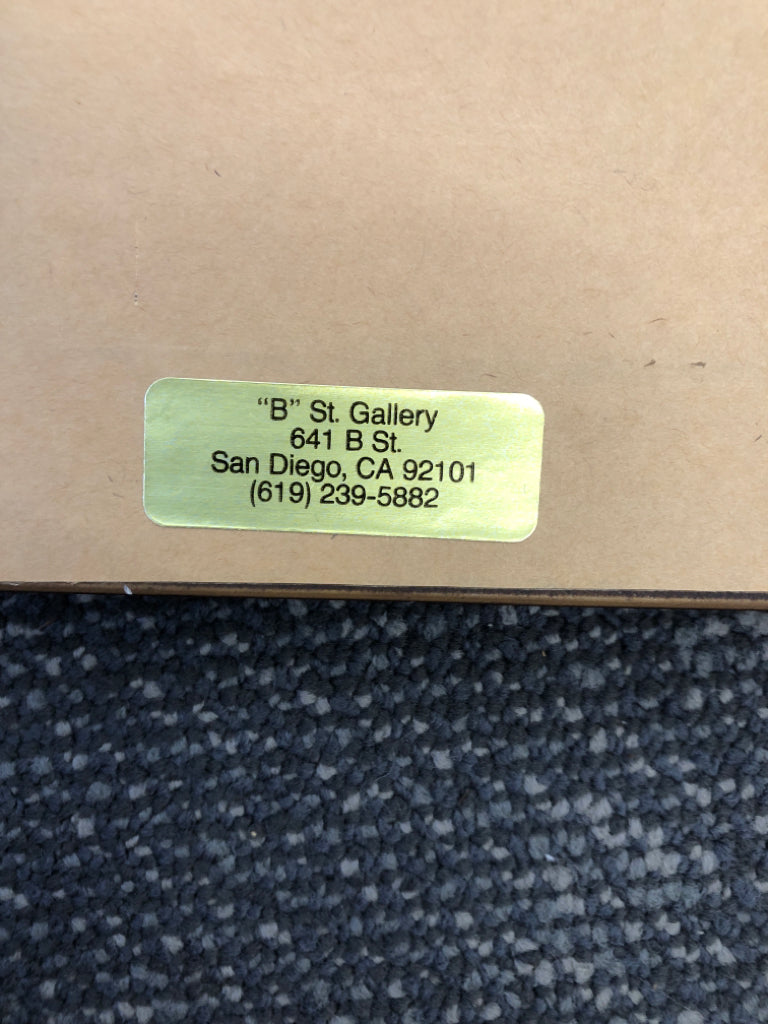 “B” St. Gallery
641 B St.
San Diego, CA 92101
(619) 239-5882